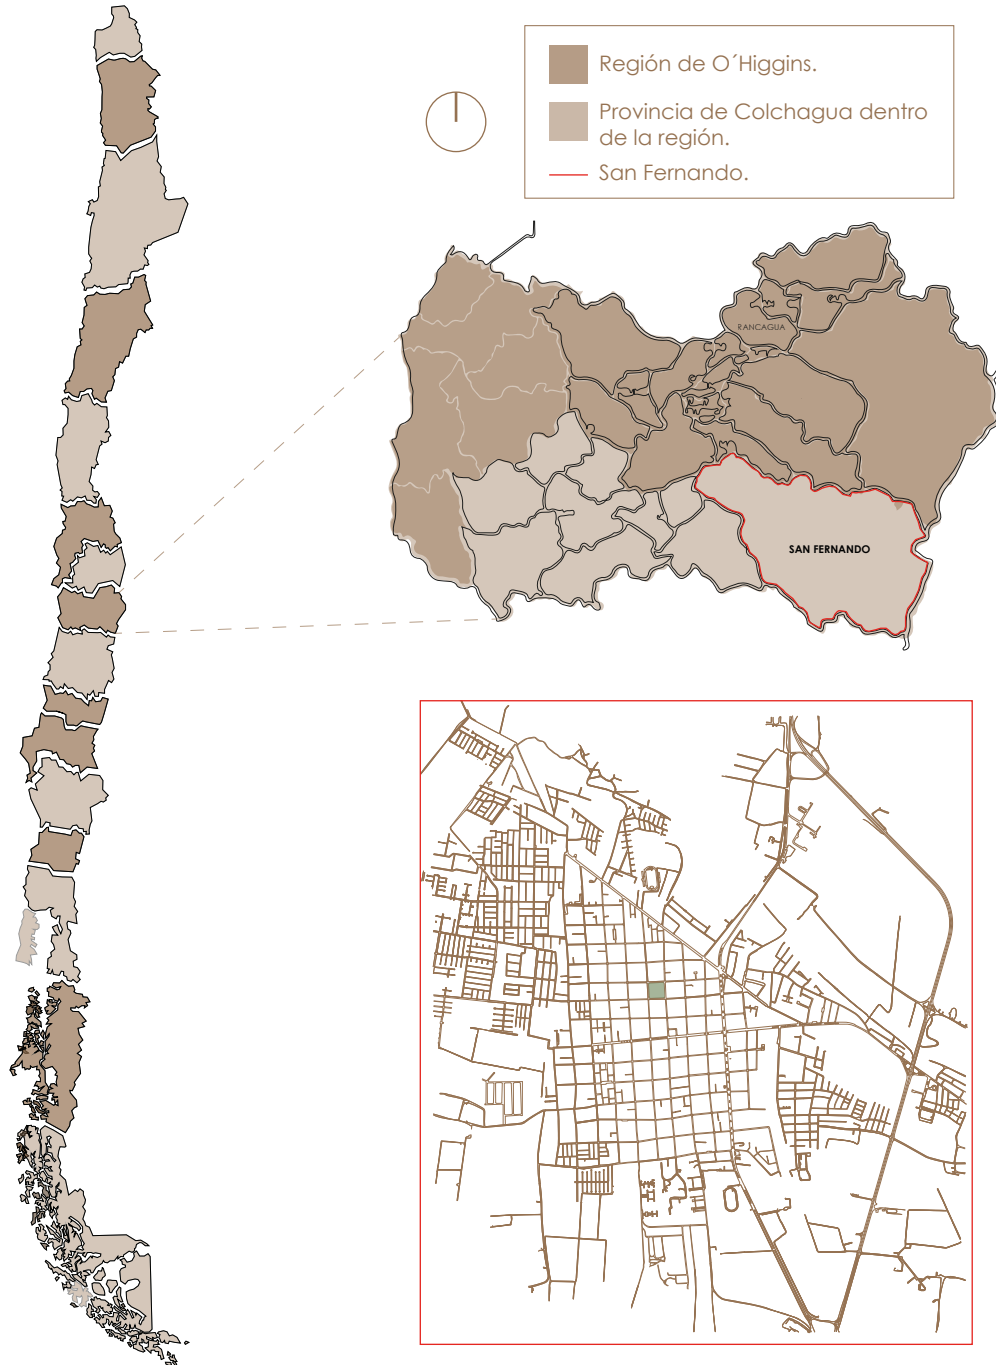 Región de O´Higgins.
Provincia de Colchagua dentro
de la región.
San Fernando.
RANCAGUA
SAN FERNANDO